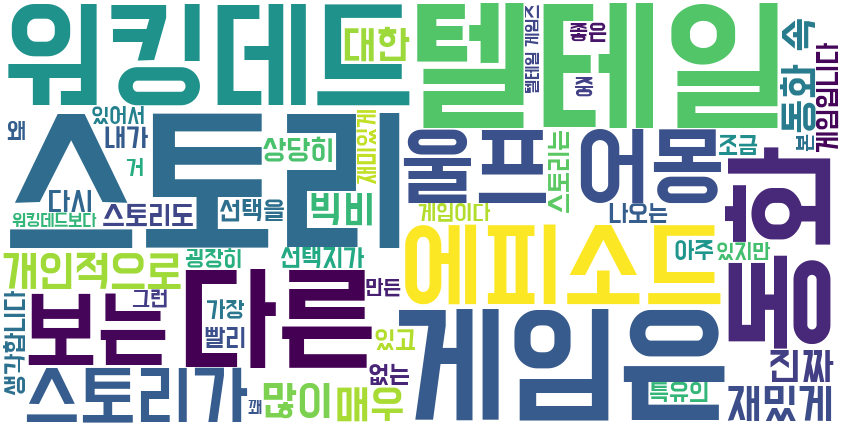 워킹데드
텔테일
대한
텔테일 게임즈
좋은
중
동화 속
게임입니다
본
왜
있어서
내가
거
스토리
상당히
재미있게
울프
어몽
스토리는
조금
동화
다시
워킹데드보다
스토리도
선택을
빅비
게임이다
나오는
개인적으로
굉장히
선택지가
에피소드
아주
있지만
생각합니다
보는
그런
다른
가장
빨리
만든
있고
없는
게임은
진짜
스토리가
꽤
많이
매우
특유의
재밌게